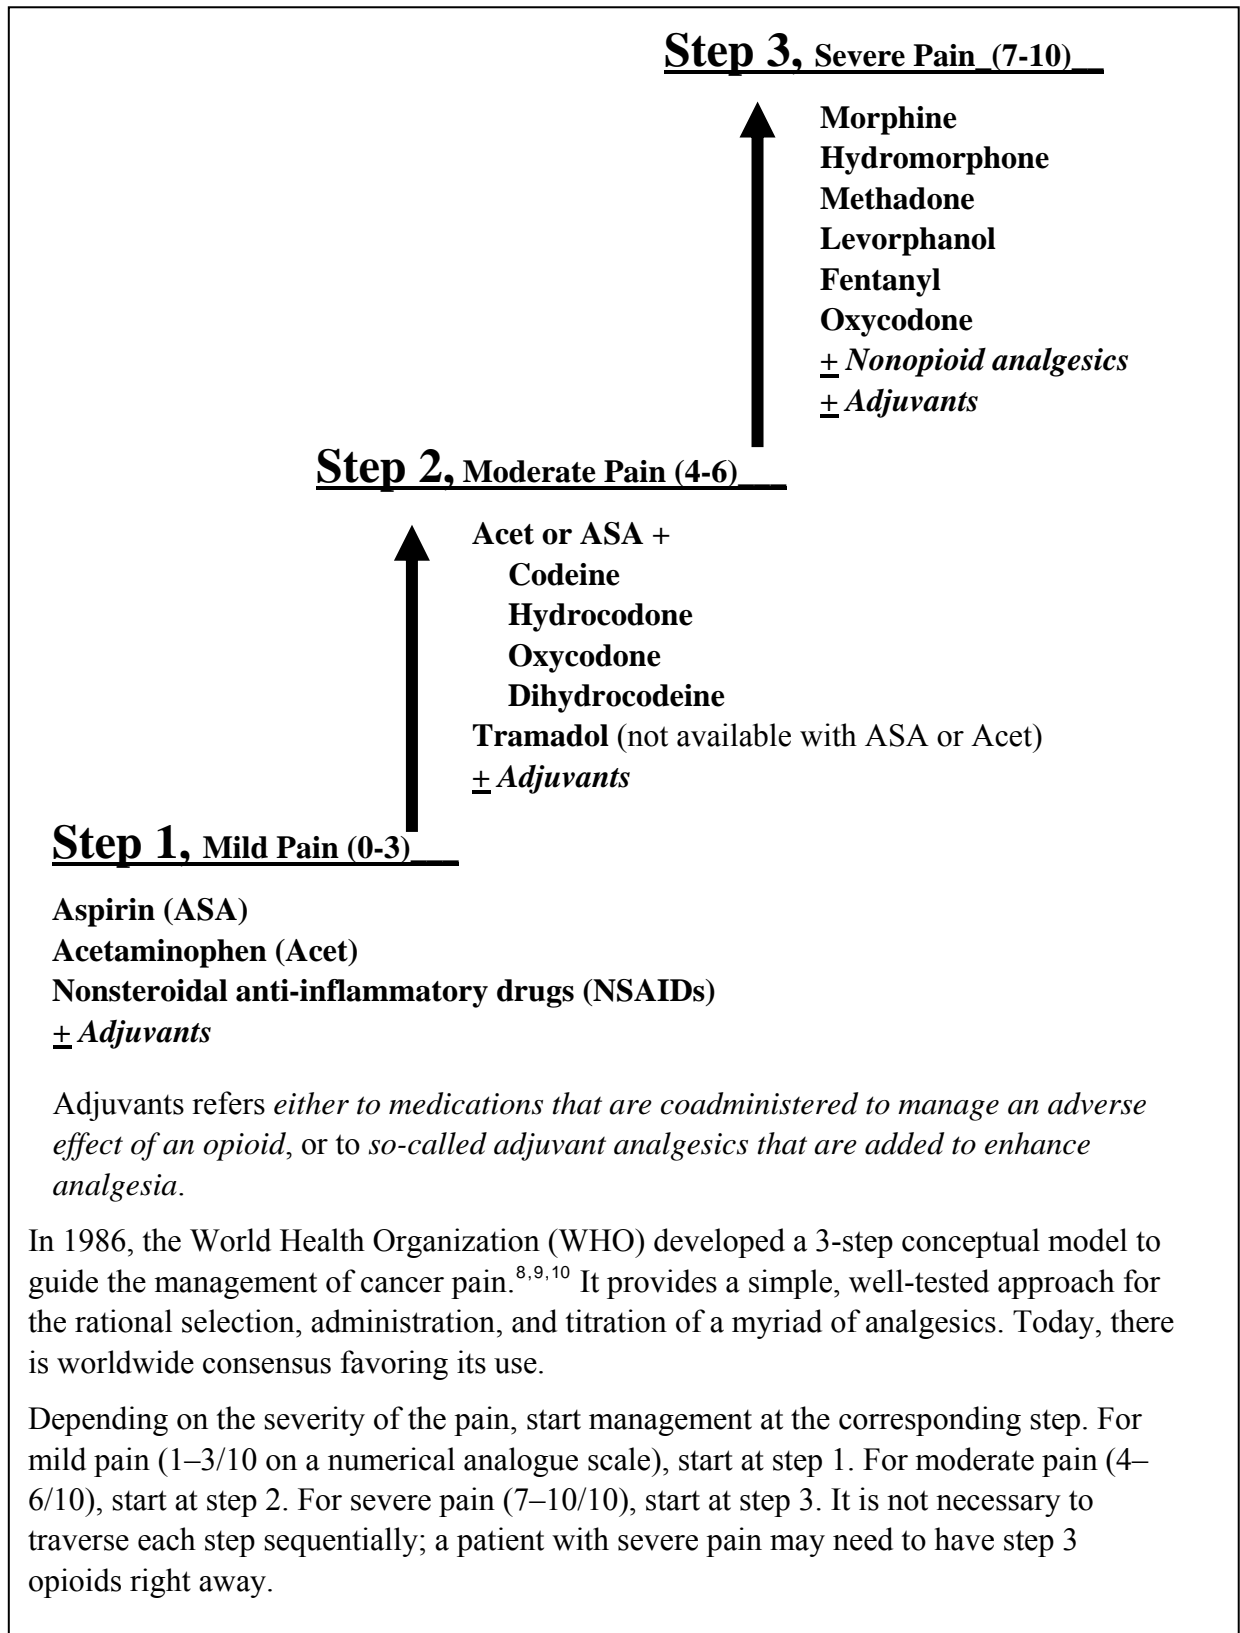 Step 3, Severe Pain_(7-10)__
Morphine
Hydromorphone
Methadone
Levorphanol
Fentanyl
Oxycodone
+ Nonopioid analgesics
+ Adjuvants
Step 2, Moderate Pain (4-6)___
Acet or ASA +
Codeine
Hydrocodone
Oxycodone
Dihydrocodeine
Tramadol (not available with ASA or Acet)
+ Adjuvants
Step 1, Mild Pain (0-3)___
Aspirin (ASA)
Acetaminophen (Acet)
Nonsteroidal anti-inflammatory drugs (NSAIDs)
+ Adjuvants
Adjuvants refers either to medications that are coadministered to manage an adverse
effect of an opioid, or to so-called adjuvant analgesics that are added to enhance
analgesia.
In 1986, the World Health Organization (WHO) developed a 3-step conceptual model to
guide the management of cancer pain.8,9,10 It provides a simple, well-tested approach for
the rational selection, administration, and titration of a myriad of analgesics. Today, there
is worldwide consensus favoring its use.
Depending on the severity of the pain, start management at the corresponding step. For
mild pain (1–3/10 on a numerical analogue scale), start at step 1. For moderate pain (4–
6/10), start at step 2. For severe pain (7–10/10), start at step 3. It is not necessary to
traverse each step sequentially; a patient with severe pain may need to have step 3
opioids right away.